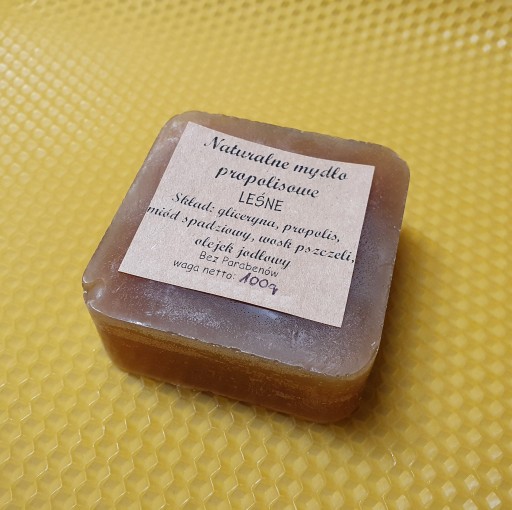 Naturalne mydło
propolisowe
LEŚNE
Skład: gliceryna, propolis,
miód spadziowy, wosk pszczeli,
olejek jodłowy
Bez Parabenów
waga netto: 100g